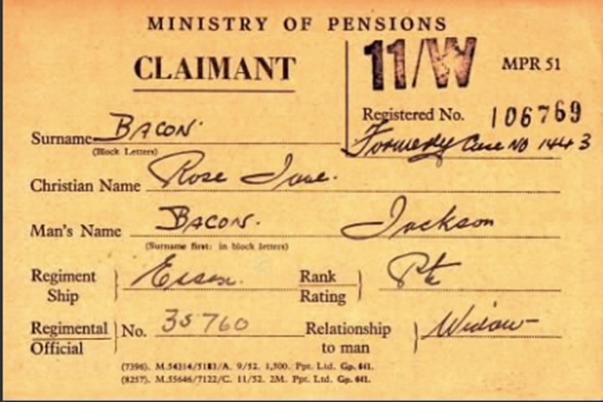 MINISTRY OF PENSIONS
CLAIMANT
11/W
MPR 51
Registered No. 106769
Formerly Case No 1443
Surname BACON.
(Block Letters)
Christian Name Rose Jane.
Man's Name BACON. Jackson
(Surname first: in block letters)
Regiment Ship } Essex. Rank Rating } Pte
Regimental Official } No. 35760 Relationship to man } Widow
(7396). M.54314/5183/A. 9/52. 1,500. Ppr. Ltd. Gp. 641.
(8257). M.55646/7122/C. 11/52. 2M. Ppr. Ltd. Gp. 641.